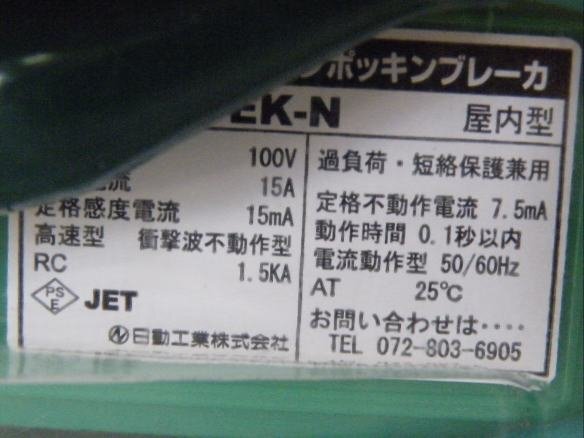 ポッキンブレーカ
EK-N 屋内型
100V
流 15A
定格感度電流 15mA
高速型 衝撃波不動作型
RC 1.5KA
PS E JET
日動工業株式会社
過負荷・短絡保護兼用
定格不動作電流 7.5mA
動作時間 0.1秒以内
電流動作型 50/60Hz
AT 25℃
お問い合わせは‥‥
TEL 072-803-6905